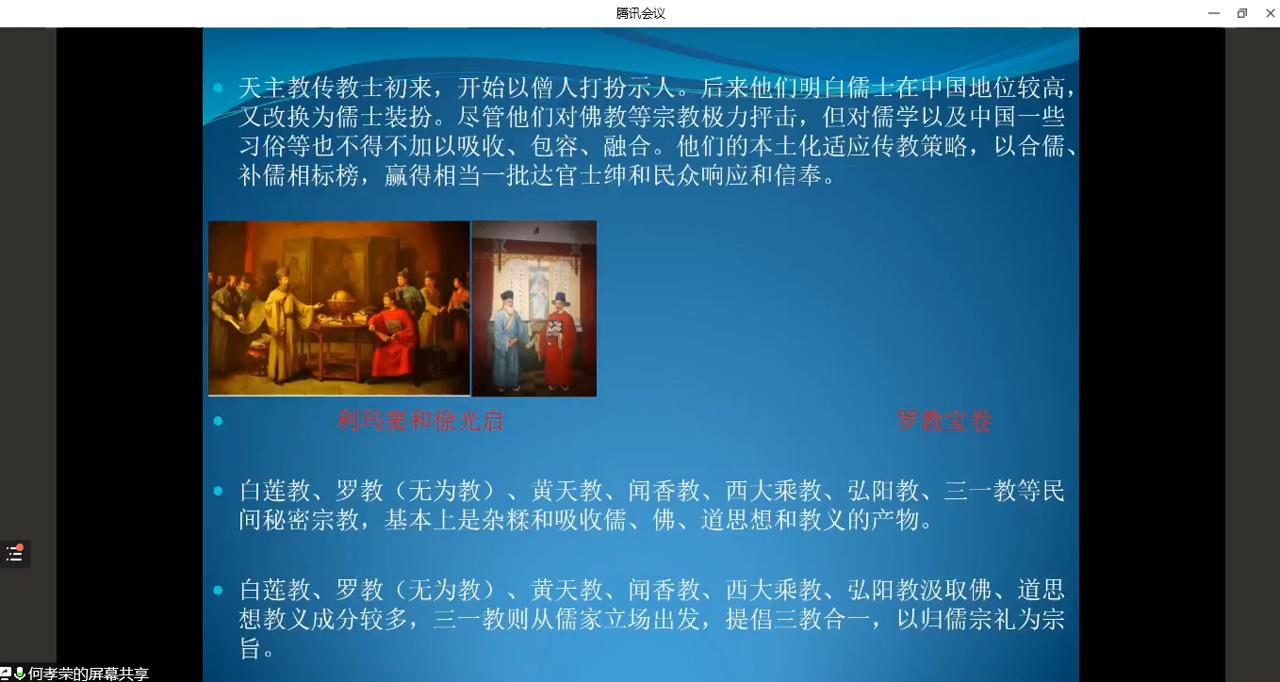 腾讯会议
天主教传教士初来，开始以僧人打扮示人。后来他们明白儒士在中国地位较高，
又改换为儒士装扮。尽管他们对佛教等宗教极力抨击，但对儒学以及中国一些
习俗等也不得不加以吸收、包容、融合。他们的本土化适应传教策略，以合儒、
补儒相标榜，赢得相当一批达官士绅和民众响应和信奉。
利玛窦和徐光启 罗教宝卷
白莲教、罗教（无为教）、黄天教、闻香教、西大乘教、弘阳教、三一教等民
间秘密宗教，基本上是杂糅和吸收儒、佛、道思想和教义的产物。
白莲教、罗教（无为教）、黄天教、闻香教、西大乘教、弘阳教汲取佛、道思
想教义成分较多，三一教则从儒家立场出发，提倡三教合一，以归儒宗礼为宗
旨。
何孝荣的屏幕共享